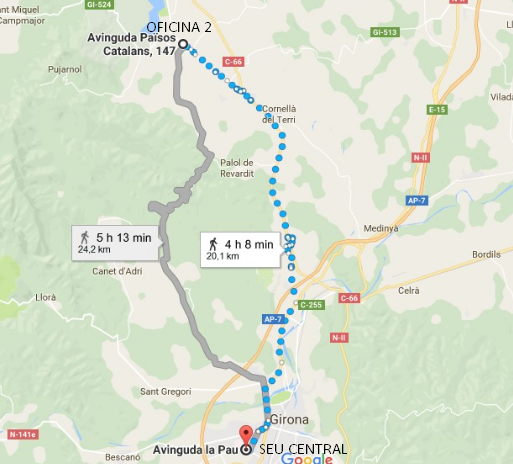 nt Miquel
Campmajor
GI-524
OFICINA 2
Avinguda Països
Catalans, 147
GI-513
C-66
Pujarnol
Cornellà
del Terri
Vilada
E-15
N-II
Palol de
Revardit
AP-7
Medinyà
5 h 13 min
24,2 km
4 h 8 min
20,1 km
Bordils
Canet d'Adri
Celrà
C-66
Llorà
C-255
AP-7
N-II
Sant Gregori
Girona
N-141e
Avinguda la Pau
SEU CENTRAL
Bescanó
Google